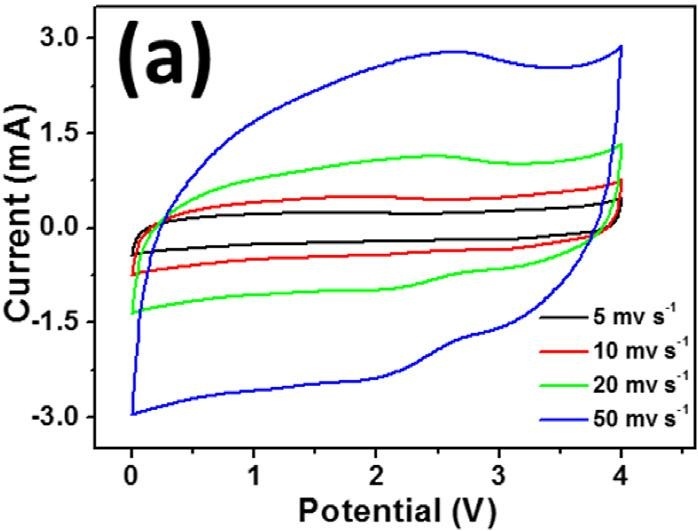 (a)
Current (mA)
3.0
1.5
0.0
-1.5
-3.0
5 mv s⁻¹
10 mv s⁻¹
20 mv s⁻¹
50 mv s⁻¹
0 1 2 3 4
Potential (V)